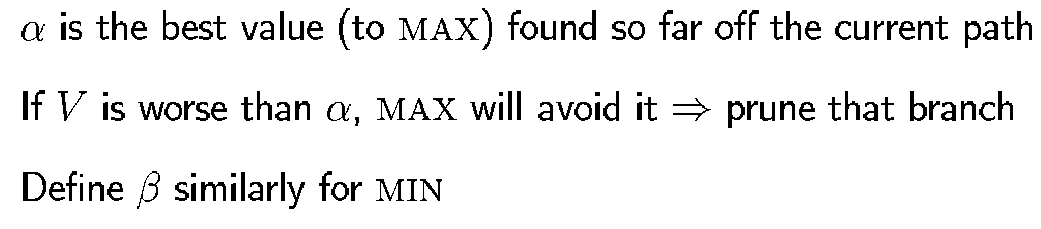 α is the best value (to MAX) found so far off the current path
If V is worse than α, MAX will avoid it ⇒ prune that branch
Define β similarly for MIN